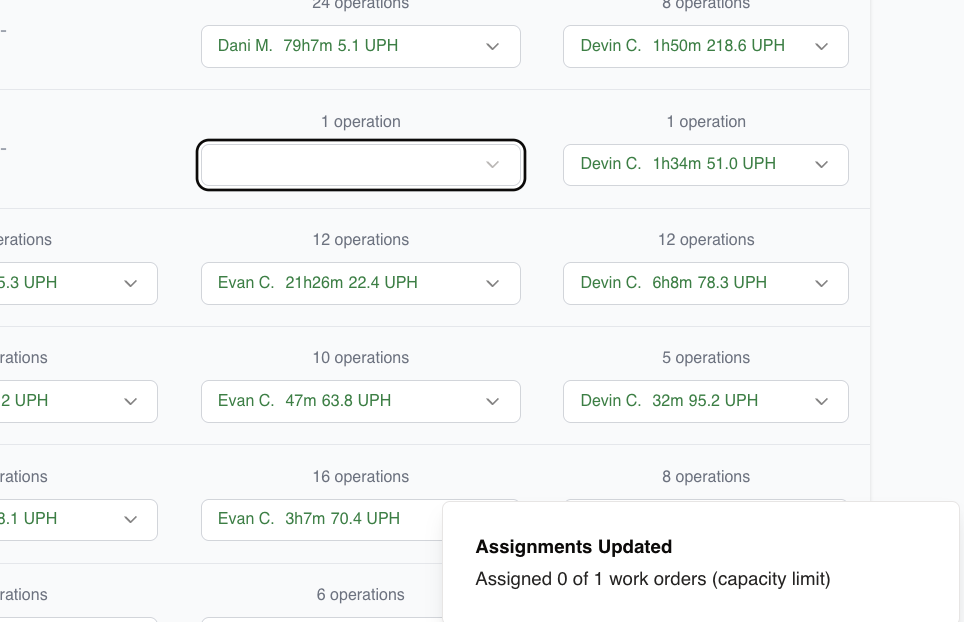 24 operations 8 operations
- Dani M. 79h7m 5.1 UPH Devin C. 1h50m 218.6 UPH
1 operation 1 operation
- Devin C. 1h34m 51.0 UPH
erations 12 operations 12 operations
5.3 UPH Evan C. 21h26m 22.4 UPH Devin C. 6h8m 78.3 UPH
rations 10 operations 5 operations
2 UPH Evan C. 47m 63.8 UPH Devin C. 32m 95.2 UPH
rations 16 operations 8 operations
8.1 UPH Evan C. 3h7m 70.4 UPH
rations 6 operations
Assignments Updated
Assigned 0 of 1 work orders (capacity limit)